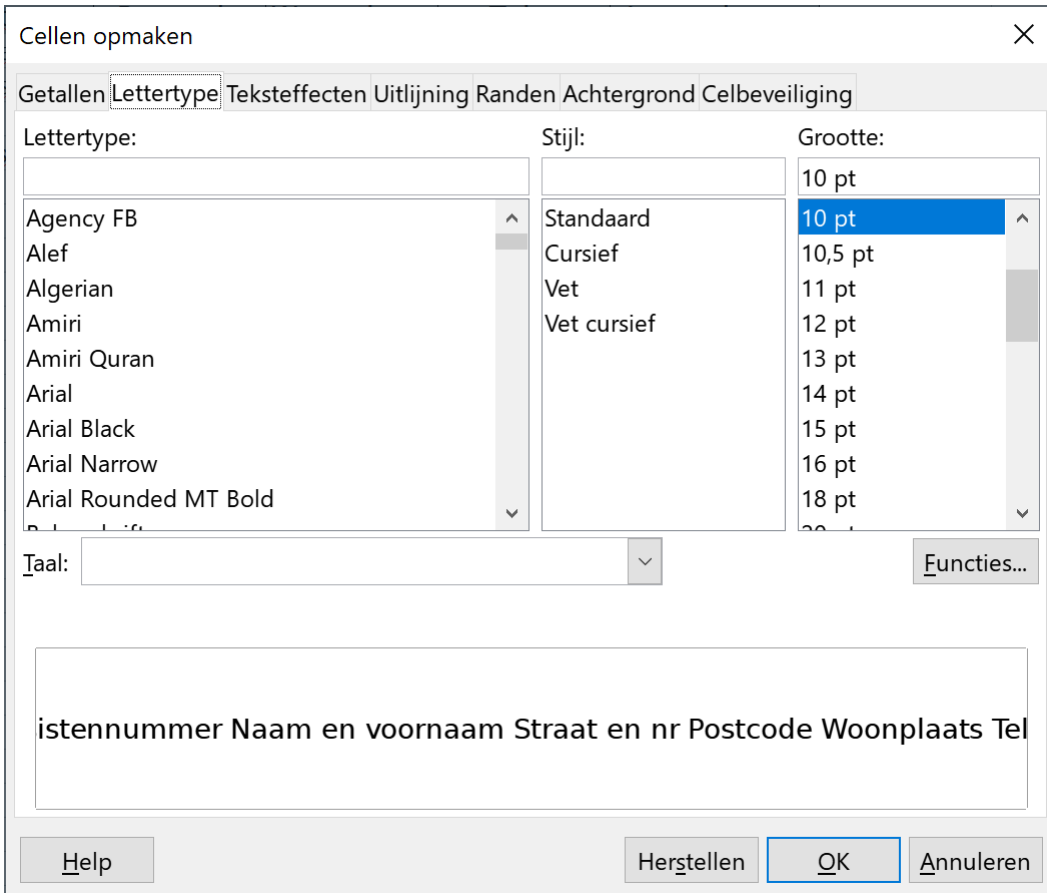 Cellen opmaken
Getallen Lettertype Teksteffecten Uitlijning Randen Achtergrond Celbeveiliging
Lettertype: Stijl: Grootte:
10 pt
Agency FB Standaard 10 pt
Alef Cursief 10,5 pt
Algerian Vet 11 pt
Amiri Vet cursief 12 pt
Amiri Quran 13 pt
Arial 14 pt
Arial Black 15 pt
Arial Narrow 16 pt
Arial Rounded MT Bold 18 pt
Taal: Functies...
istennummer Naam en voornaam Straat en nr Postcode Woonplaats Tel
Help Herstellen OK Annuleren